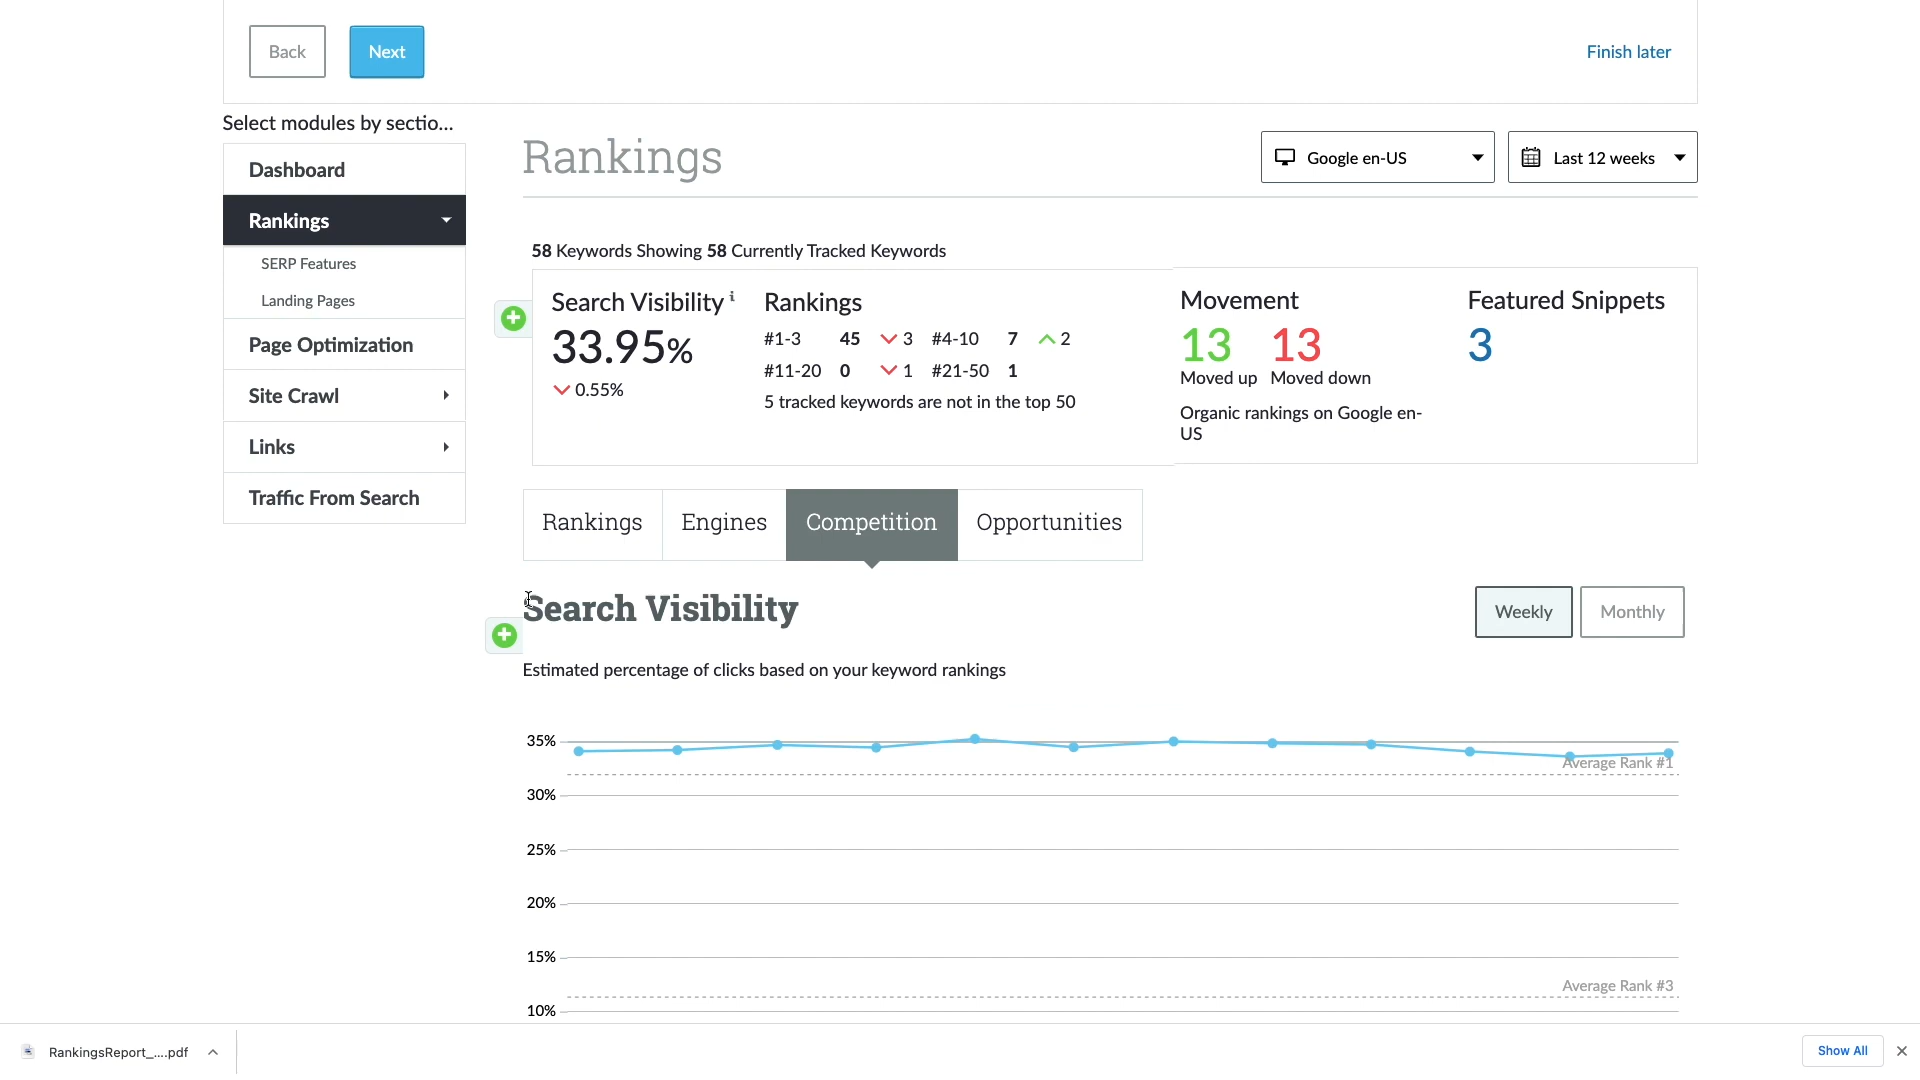 Back
Next
Finish later
Select modules by sectio...
Dashboard
Rankings
SERP Features
Landing Pages
Page Optimization
Site Crawl
Links
Traffic From Search
Rankings
Google en-US
Last 12 weeks
58 Keywords Showing 58 Currently Tracked Keywords
Search Visibility i
33.95%
0.55%
Rankings
#1-3 45 3 #4-10 7 2
#11-20 0 1 #21-50 1
5 tracked keywords are not in the top 50
Movement
13 13
Moved up Moved down
Organic rankings on Google en-
US
Featured Snippets
3
Rankings
Engines
Competition
Opportunities
Search Visibility
Weekly
Monthly
Estimated percentage of clicks based on your keyword rankings
35%
Average Rank #1
30%
25%
20%
15%
Average Rank #3
10%
RankingsReport_....pdf
Show All